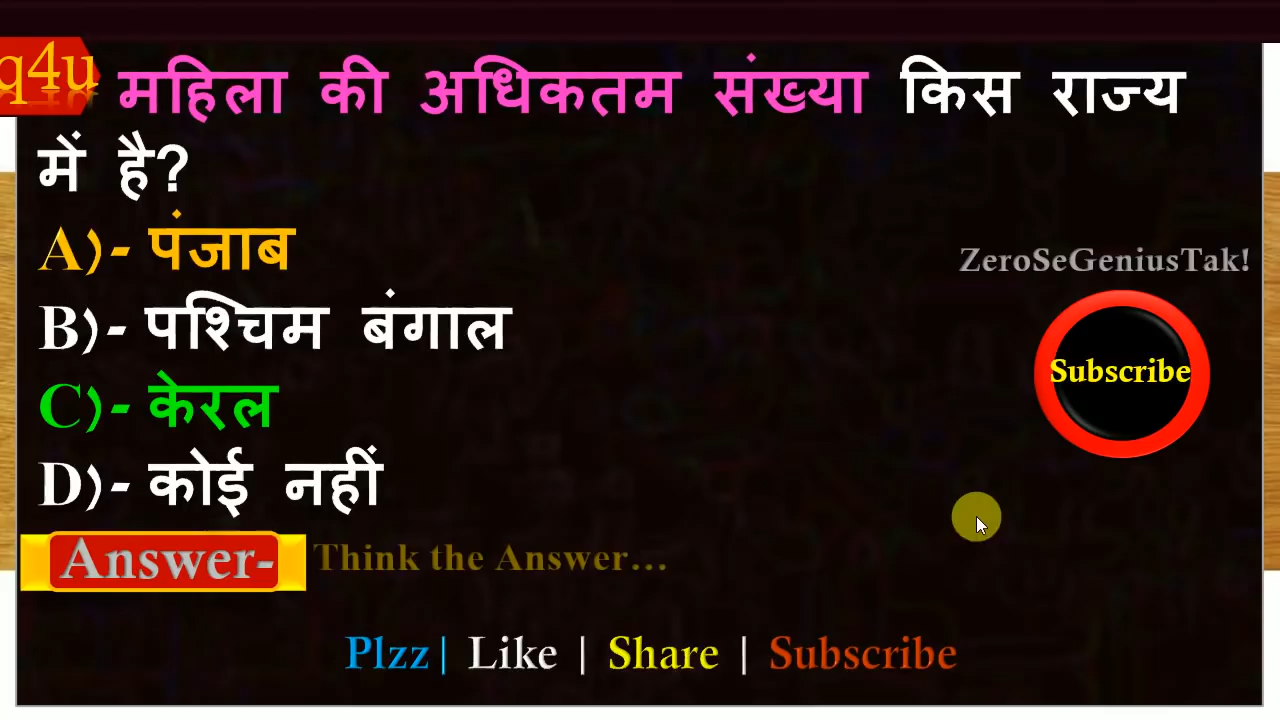 q4u
महिला की अधिकतम संख्या किस राज्य
में है?
A)- पंजाब
B)- पश्चिम बंगाल
C)- केरल
D)- कोई नहीं
ZeroSeGeniusTak!
Subscribe
Answer- Think the Answer...
Plzz| Like | Share | Subscribe